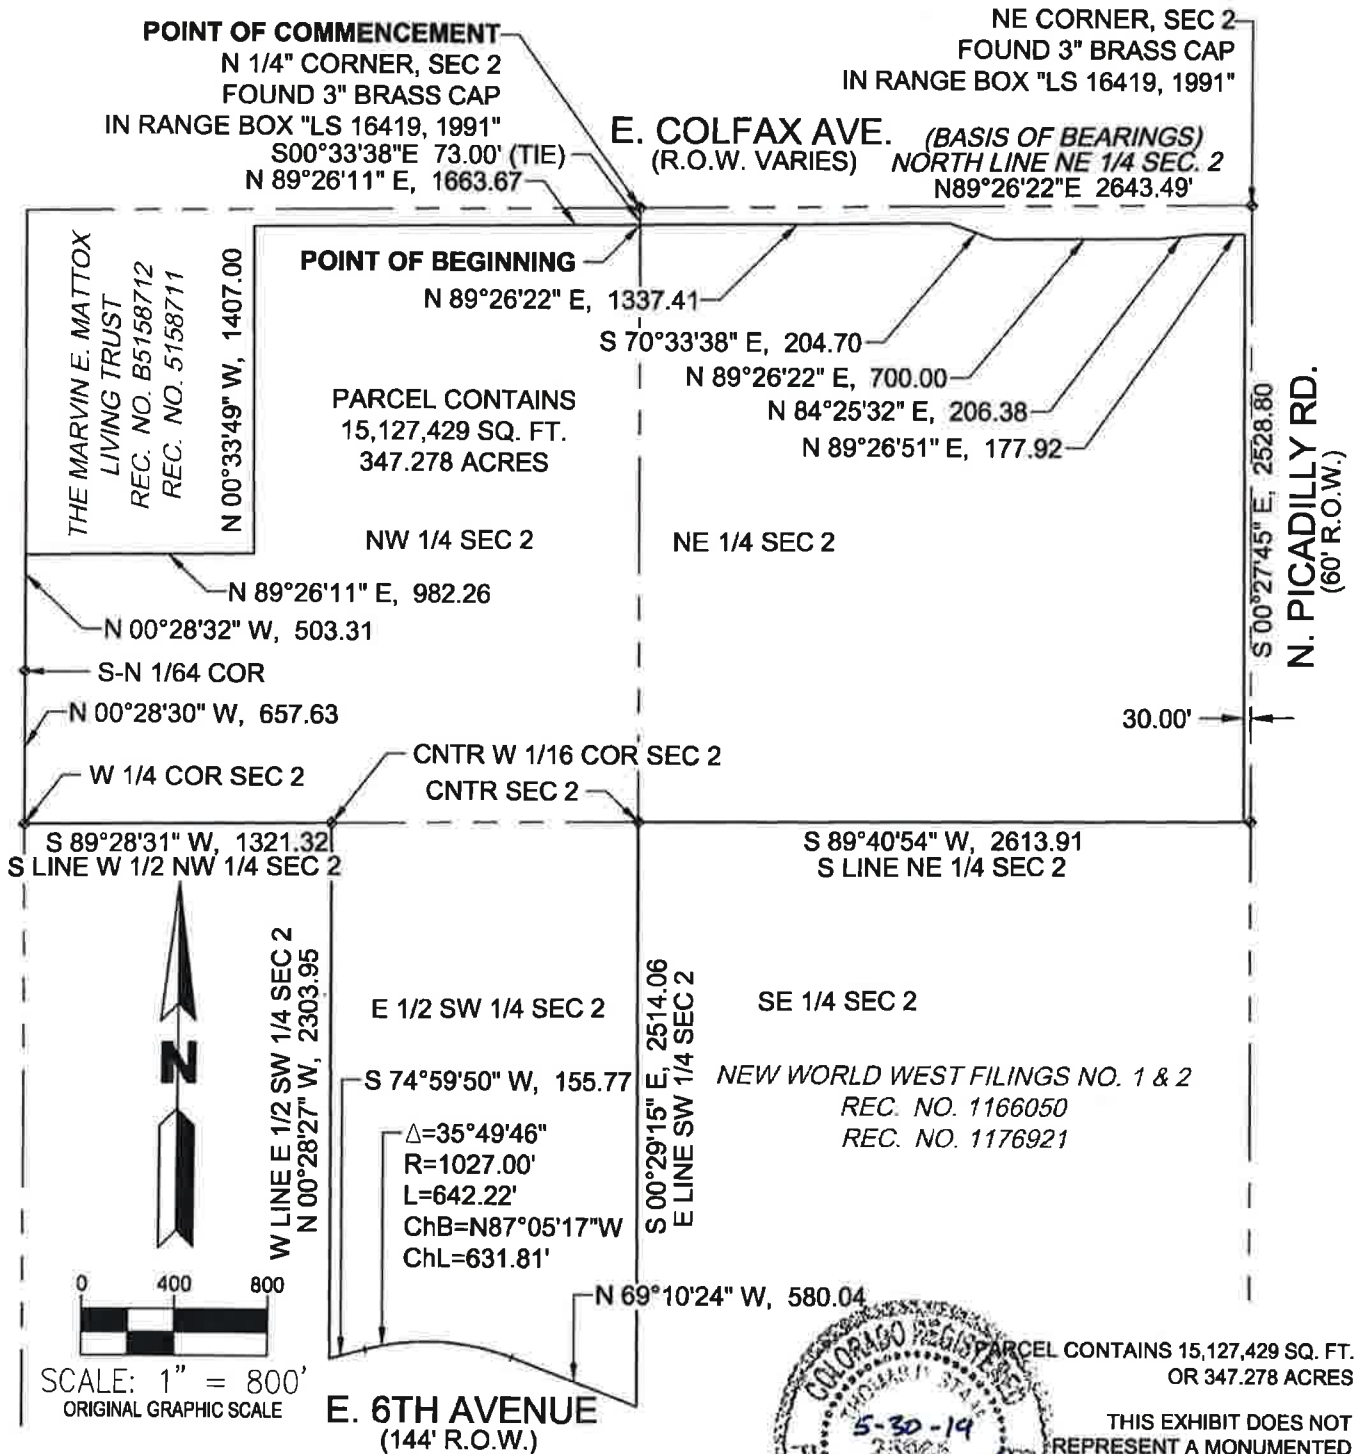 POINT OF COMMENCEMENT
N 1/4" CORNER, SEC 2
FOUND 3" BRASS CAP
IN RANGE BOX "LS 16419, 1991"
S00°33'38"E 73.00' (TIE)
N 89°26'11" E, 1663.67
NE CORNER, SEC 2
FOUND 3" BRASS CAP
IN RANGE BOX "LS 16419, 1991"
E. COLFAX AVE.
(R.O.W. VARIES)
(BASIS OF BEARINGS)
NORTH LINE NE 1/4 SEC. 2
N89°26'22"E 2643.49'
THE MARVIN E. MATTOX
LIVING TRUST
REC. NO. B5158712
REC. NO. 5158711
N 00°33'49" W, 1407.00
POINT OF BEGINNING
N 89°26'22" E, 1337.41
S 70°33'38" E, 204.70
N 89°26'22" E, 700.00
N 84°25'32" E, 206.38
N 89°26'51" E, 177.92
PARCEL CONTAINS
15,127,429 SQ. FT.
347.278 ACRES
S 00°27'45" E, 2528.80
N. PICADILLY RD.
(60' R.O.W.)
NW 1/4 SEC 2
NE 1/4 SEC 2
N 89°26'11" E, 982.26
N 00°28'32" W, 503.31
S-N 1/64 COR
N 00°28'30" W, 657.63
30.00'
W 1/4 COR SEC 2
CNTR W 1/16 COR SEC 2
CNTR SEC 2
S 89°28'31" W, 1321.32
S LINE W 1/2 NW 1/4 SEC 2
S 89°40'54" W, 2613.91
S LINE NE 1/4 SEC 2
N
W LINE E 1/2 SW 1/4 SEC 2
N 00°28'27" W, 2303.95
E 1/2 SW 1/4 SEC 2
S 74°59'50" W, 155.77
Δ=35°49'46"
R=1027.00'
L=642.22'
ChB=N87°05'17"W
ChL=631.81'
S 00°29'15" E, 2514.06
E LINE SW 1/4 SEC 2
SE 1/4 SEC 2
NEW WORLD WEST FILINGS NO. 1 & 2
REC. NO. 1166050
REC. NO. 1176921
N 69°10'24" W, 580.04
0 400 800
SCALE: 1" = 800'
ORIGINAL GRAPHIC SCALE
E. 6TH AVENUE
(144' R.O.W.)
COLORADO REGISTERED
5-30-19
PARCEL CONTAINS 15,127,429 SQ. FT.
OR 347.278 ACRES
THIS EXHIBIT DOES NOT
REPRESENT A MONUMENTED